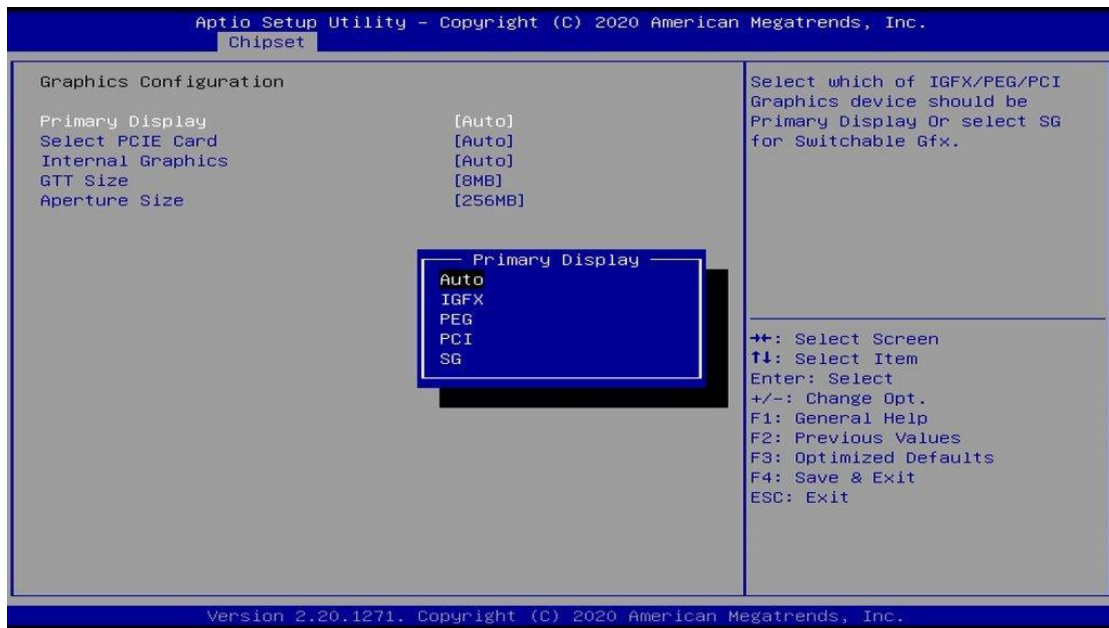 Aptio Setup Utility – Copyright (C) 2020 American Megatrends, Inc.
Chipset
Graphics Configuration
Primary Display [Auto]
Select PCIE Card [Auto]
Internal Graphics [Auto]
GTT Size [8MB]
Aperture Size [256MB]
Primary Display
Auto
IGFX
PEG
PCI
SG
Select which of IGFX/PEG/PCI
Graphics device should be
Primary Display Or select SG
for Switchable Gfx.
→←: Select Screen
↑↓: Select Item
Enter: Select
+/-: Change Opt.
F1: General Help
F2: Previous Values
F3: Optimized Defaults
F4: Save & Exit
ESC: Exit
Version 2.20.1271. Copyright (C) 2020 American Megatrends, Inc.